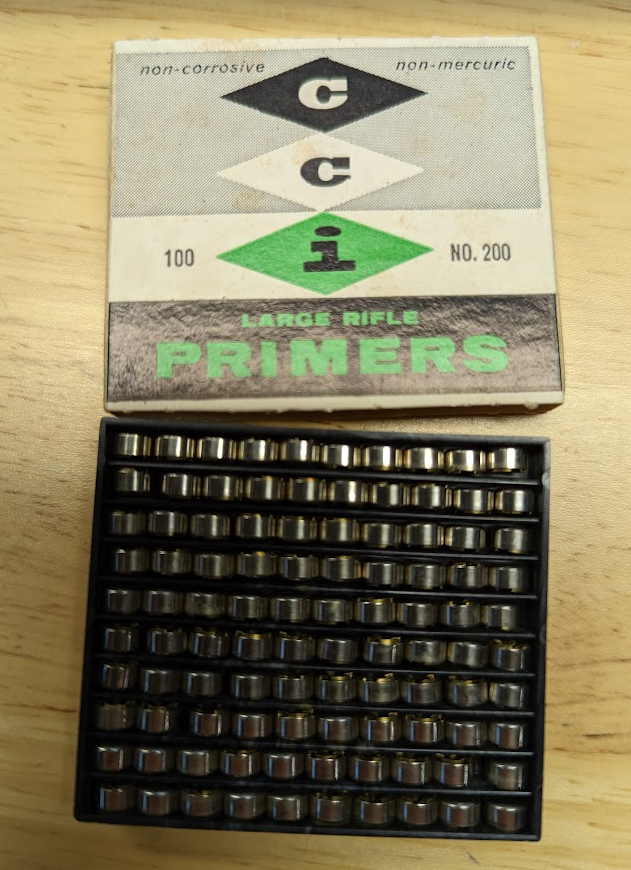 non-corrosive non-mercuric
C
C
i
100 NO. 200
LARGE RIFLE
PRIMERS